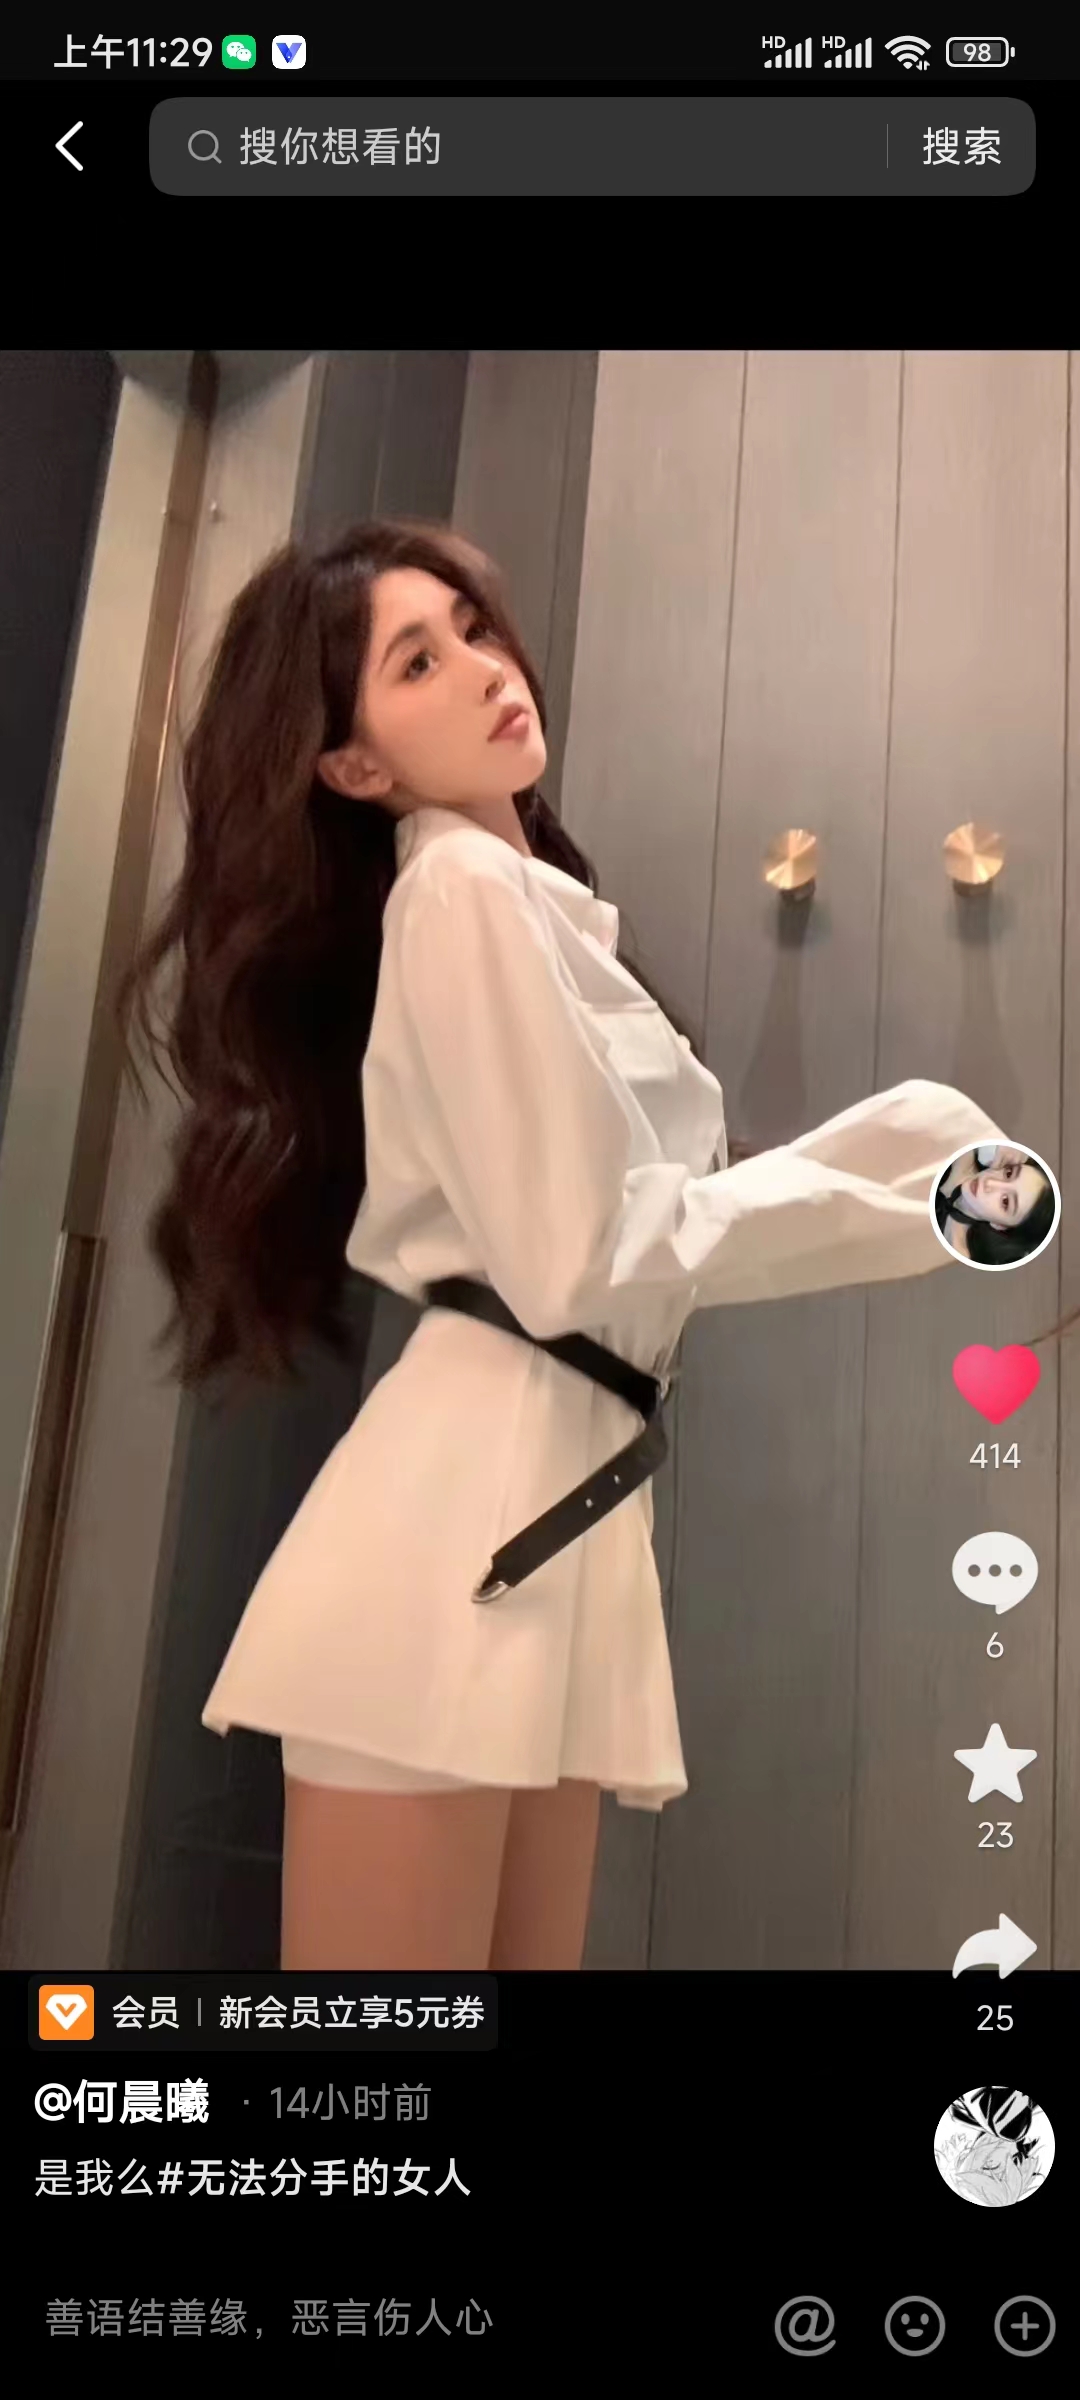 上午11:29
HD HD 98
搜你想看的 搜索
414
6
23
25
会员 | 新会员立享5元券
@何晨曦 · 14小时前
是我么#无法分手的女人
善语结善缘，恶言伤人心